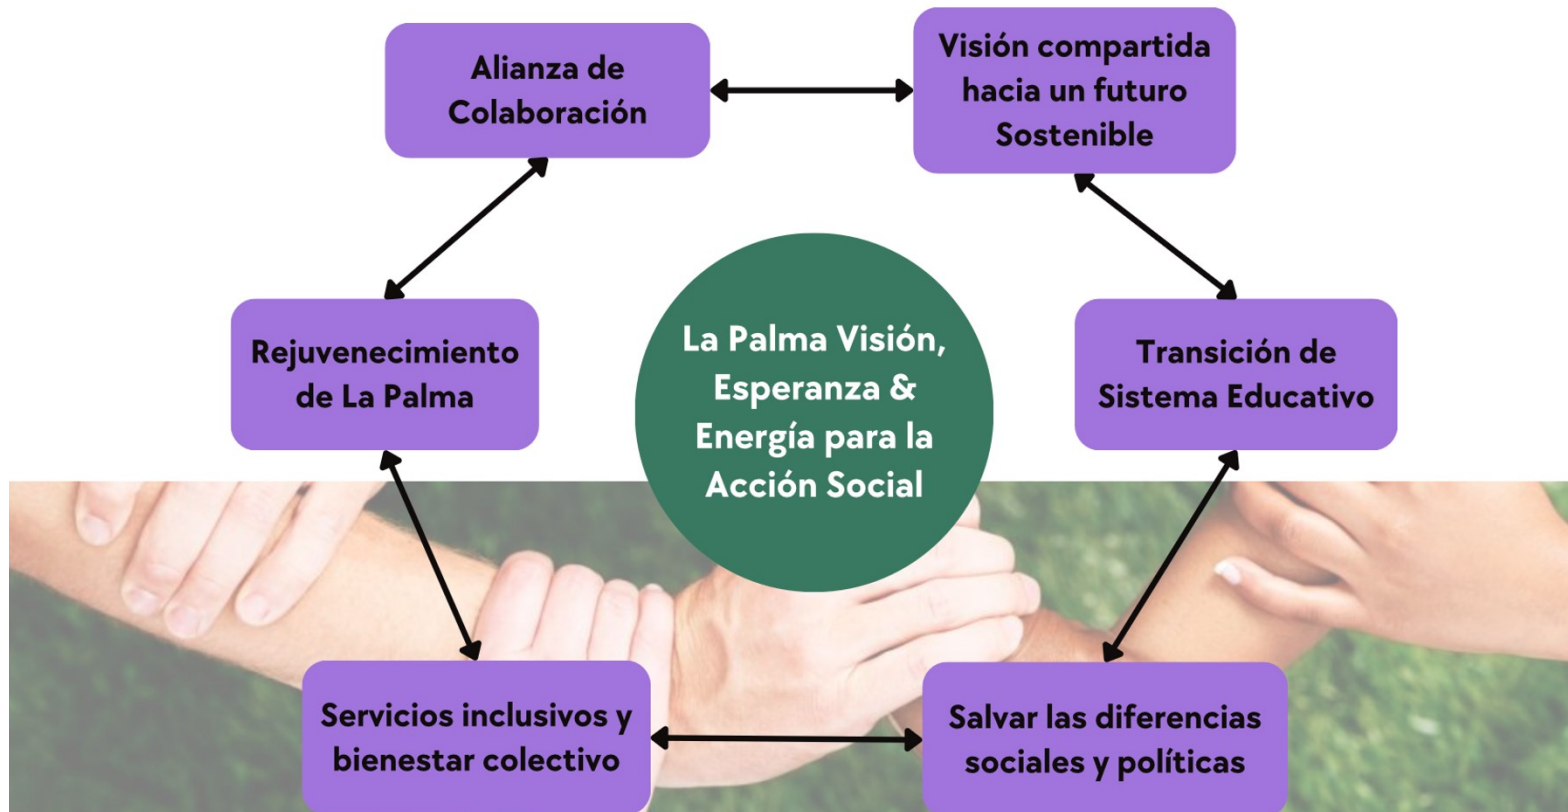 Alianza de
Colaboración
Visión compartida
hacia un futuro
Sostenible
Rejuvenecimiento
de La Palma
La Palma Visión,
Esperanza &
Energía para la
Acción Social
Transición de
Sistema Educativo
Servicios inclusivos y
bienestar colectivo
Salvar las diferencias
sociales y políticas